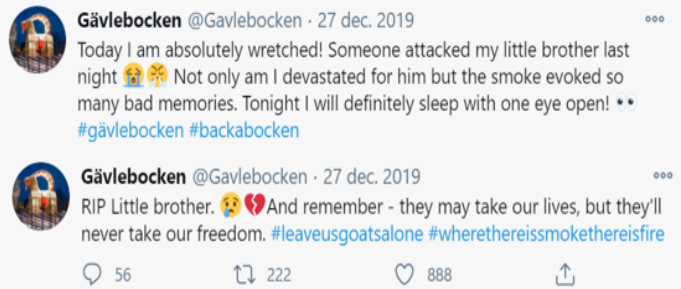 Gävlebocken @Gavlebocken · 27 dec. 2019
Today I am absolutely wretched! Someone attacked my little brother last
night 😭😤 Not only am I devastated for him but the smoke evoked so
many bad memories. Tonight I will definitely sleep with one eye open! 👀
#gävlebocken #backabocken
Gävlebocken @Gavlebocken · 27 dec. 2019
RIP Little brother. 😢💔And remember - they may take our lives, but they'll
never take our freedom. #leaveusgoatsalone #wherethereissmokethereisfire
56 222 888